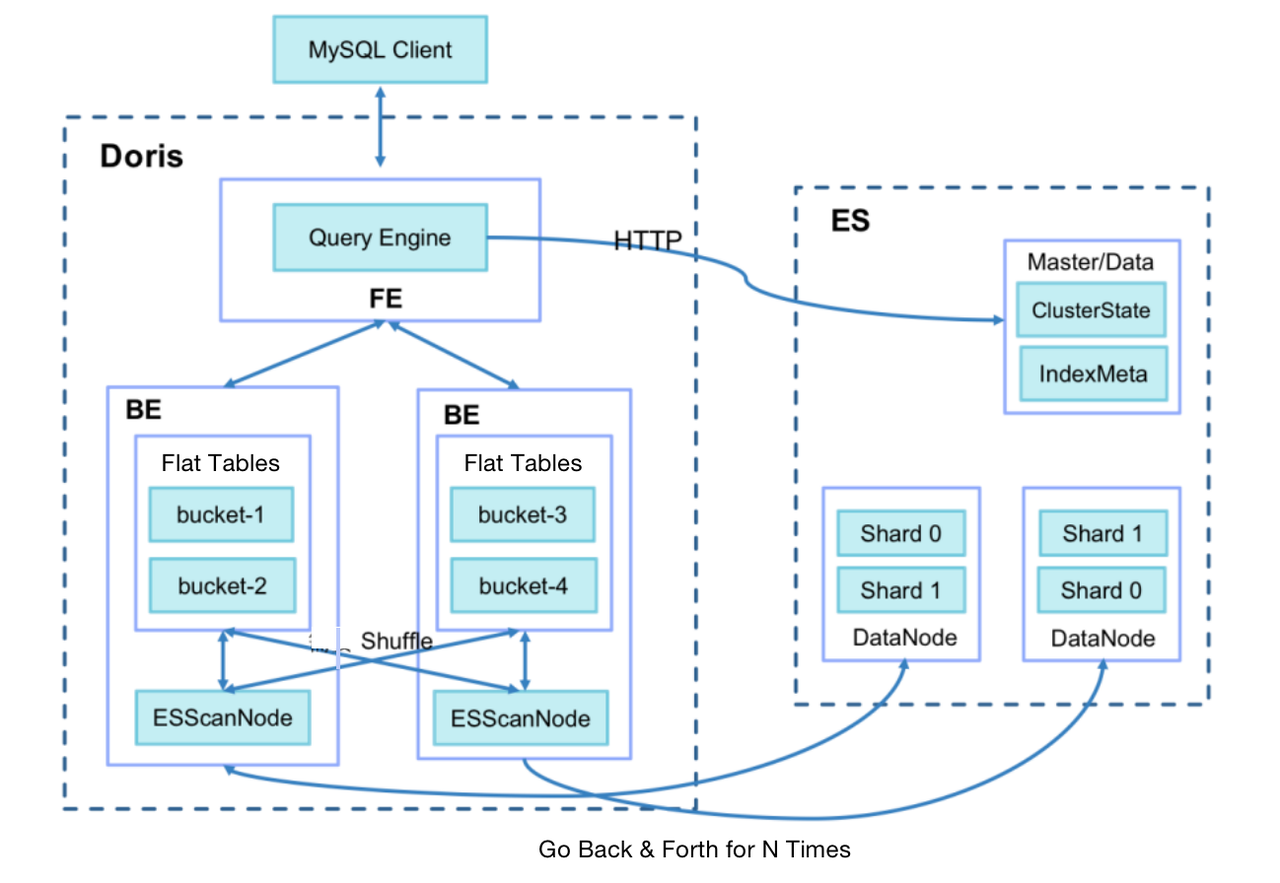 MySQL Client
Doris
Query Engine
FE
HTTP
ES
Master/Data
ClusterState
IndexMeta
BE
Flat Tables
bucket-1
bucket-2
ESScanNode
BE
Flat Tables
bucket-3
bucket-4
ESScanNode
Shuffle
Shard 0
Shard 1
DataNode
Shard 1
Shard 0
DataNode
Go Back & Forth for N Times